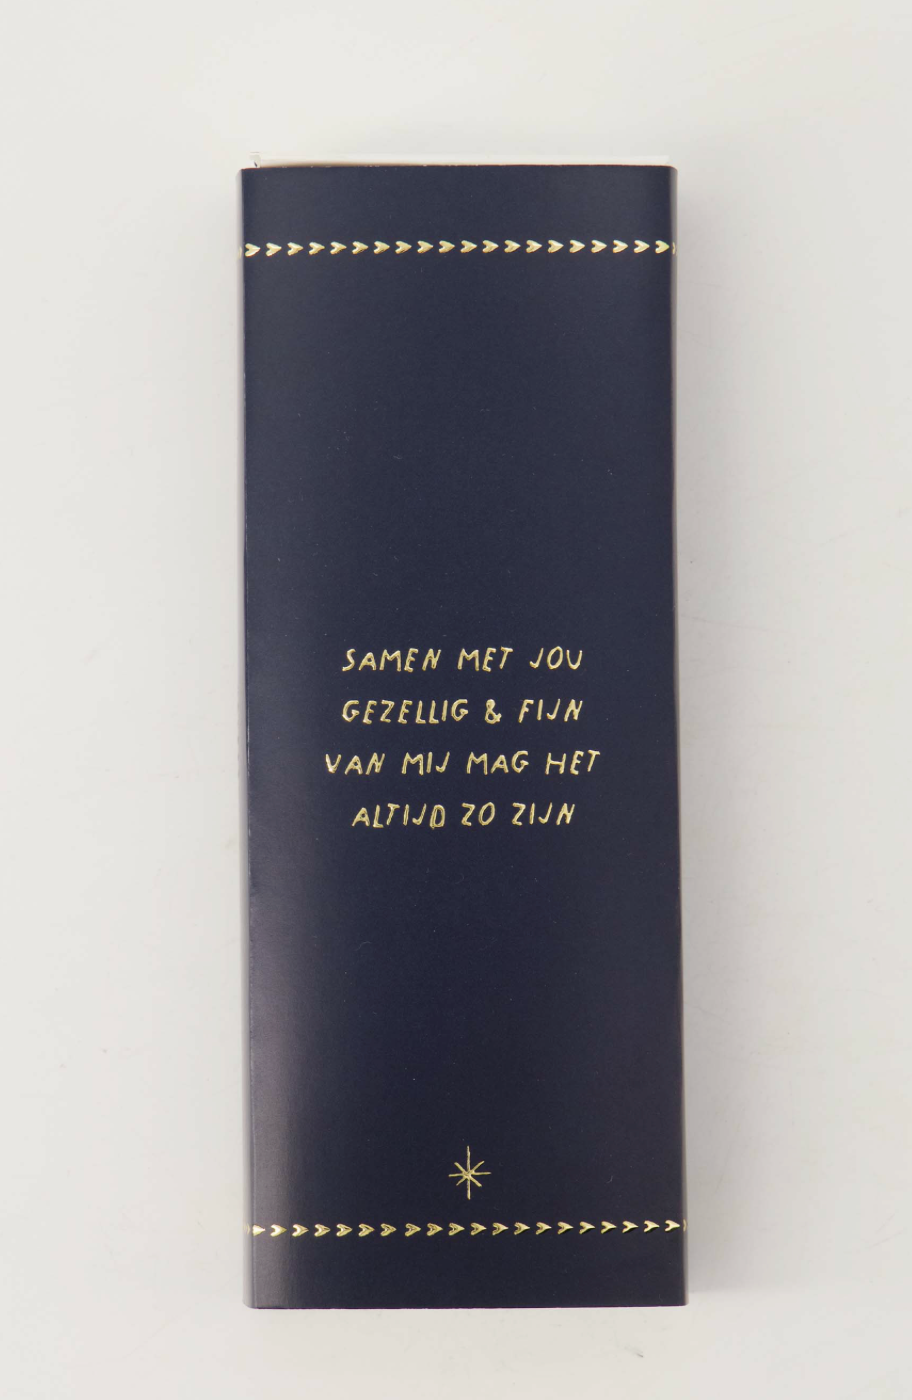 SAMEN MET JOU
GEZELLIG & FIJN
VAN MIJ MAG HET
ALTIJD ZO ZIJN